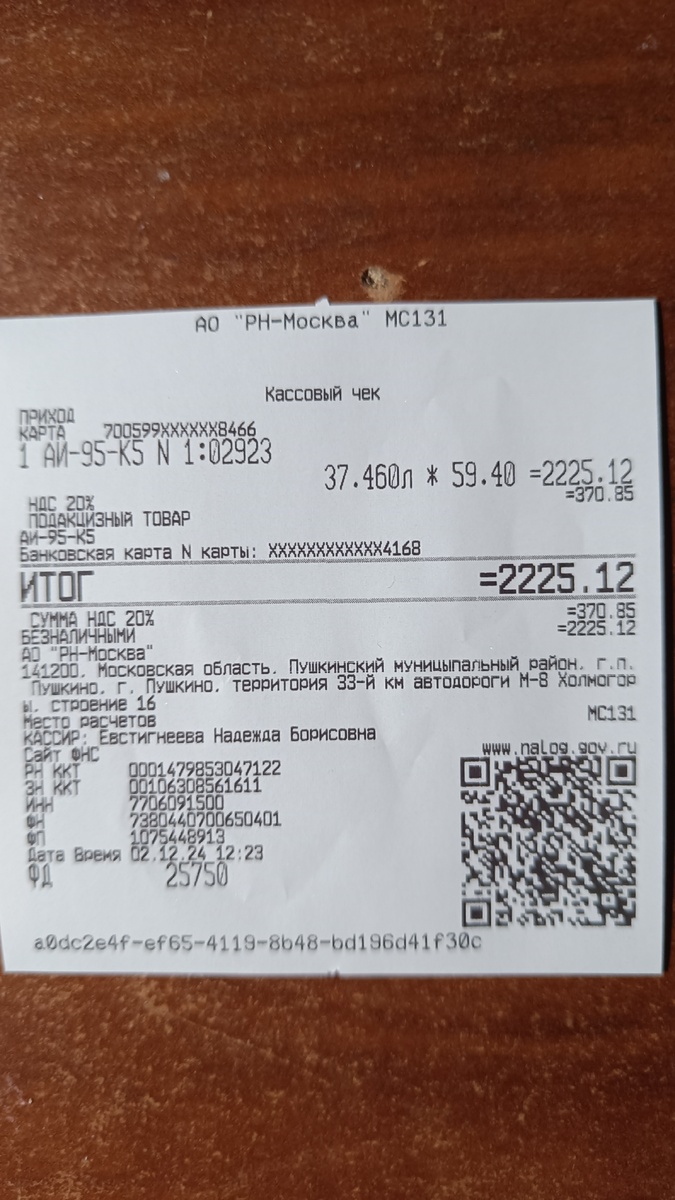 АО "РН-Москва" МС131
Кассовый чек
ПРИХОД
КАРТА 700599XXXXXX8466
1 АИ-95-К5 N 1:02923
37.460л * 59.40 =2225.12
НДС 20% =370.85
ПОДАКЦИЗНЫЙ ТОВАР
АИ-95-К5
Банковская карта N карты: XXXXXXXXXXXX4168
ИТОГ =2225.12
СУММА НДС 20% =370.85
БЕЗНАЛИЧНЫМИ =2225.12
АО "РН-Москва"
141200, Московская область, Пушкинский муницыпальный район, г.п.
Пушкино, г. Пушкино, территория 33-й км автодороги М-8 Холмогор
ы, строение 16
Место расчетов МС131
КАССИР: Евстигнеева Надежда Борисовна
Сайт ФНС www.nalog.gov.ru
РН ККТ 0001479853047122
ЗН ККТ 00106308561611
ИНН 7706091500
ФН 7380440700650401
ФП 1075448913
Дата Время 02.12.24 12:23
ФД 25750
a0dc2e4f-ef65-4119-8b48-bd196d41f30c